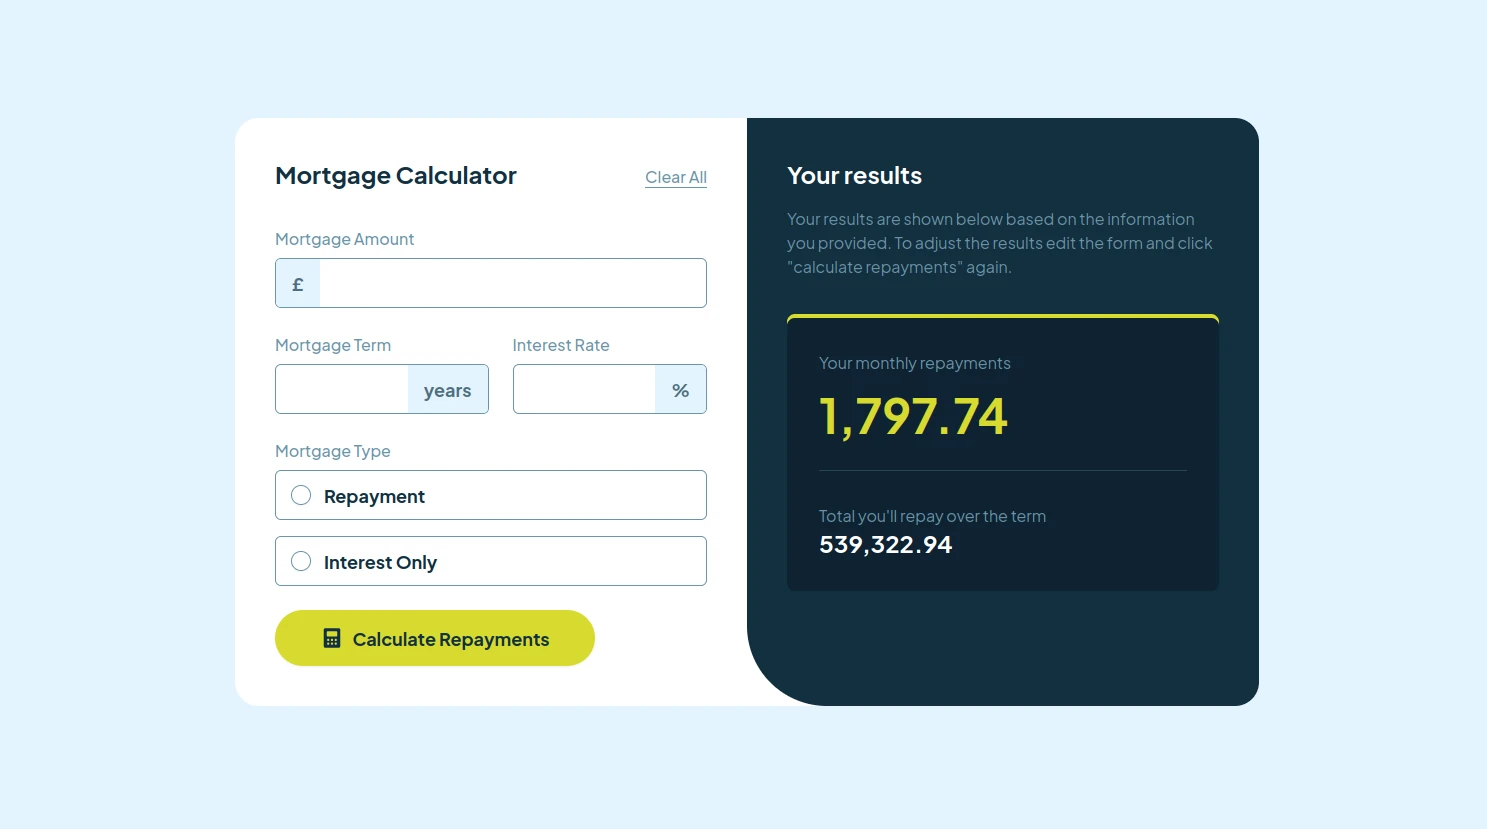 Mortgage Calculator
Clear All
Mortgage Amount
£
Mortgage Term
Interest Rate
years
%
Mortgage Type
Repayment
Interest Only
Calculate Repayments
Your results
Your results are shown below based on the information
you provided. To adjust the results edit the form and click
"calculate repayments" again.
Your monthly repayments
1,797.74
Total you'll repay over the term
539,322.94